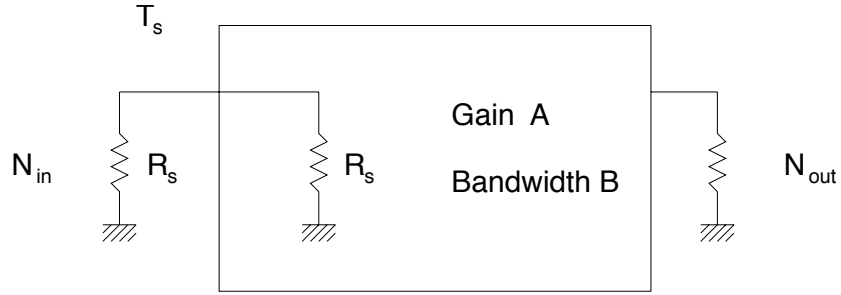 T_s
Gain A
N_in
R_s
R_s
Bandwidth B
N_out